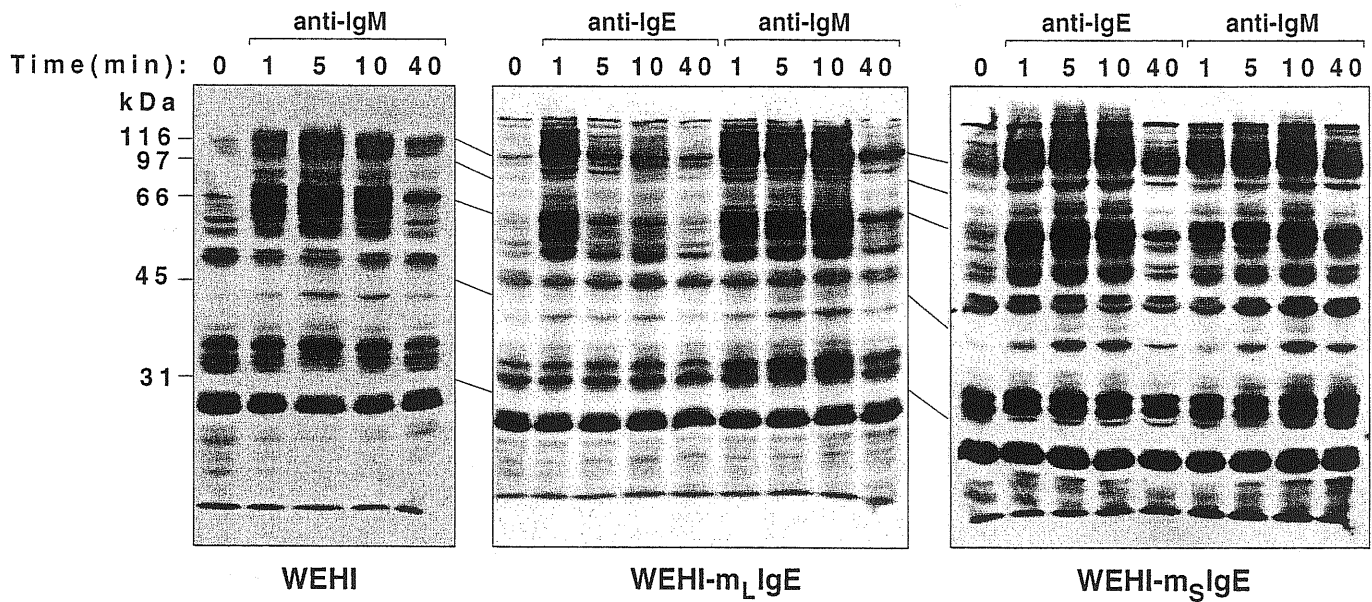 anti-IgM anti-IgE anti-IgM anti-IgE anti-IgM
Time(min): 0 1 5 10 40 0 1 5 10 40 1 5 10 40 0 1 5 10 40 1 5 10 40
kDa
116
97
66
45
31
WEHI WEHI-mLIgE WEHI-mSIgE